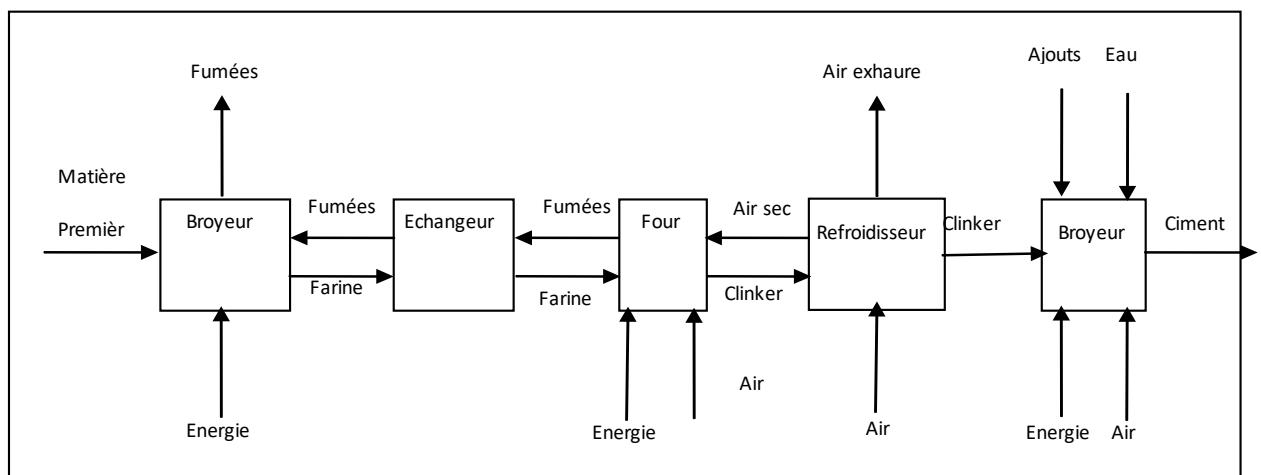 Fumées
Air exhaure
Ajouts
Eau
Matière
Premièr
Broyeur
Fumées
Echangeur
Fumées
Four
Air sec
Refroidisseur
Clinker
Broyeur
Ciment
Farine
Farine
Clinker
Air
Energie
Energie
Air
Energie
Air